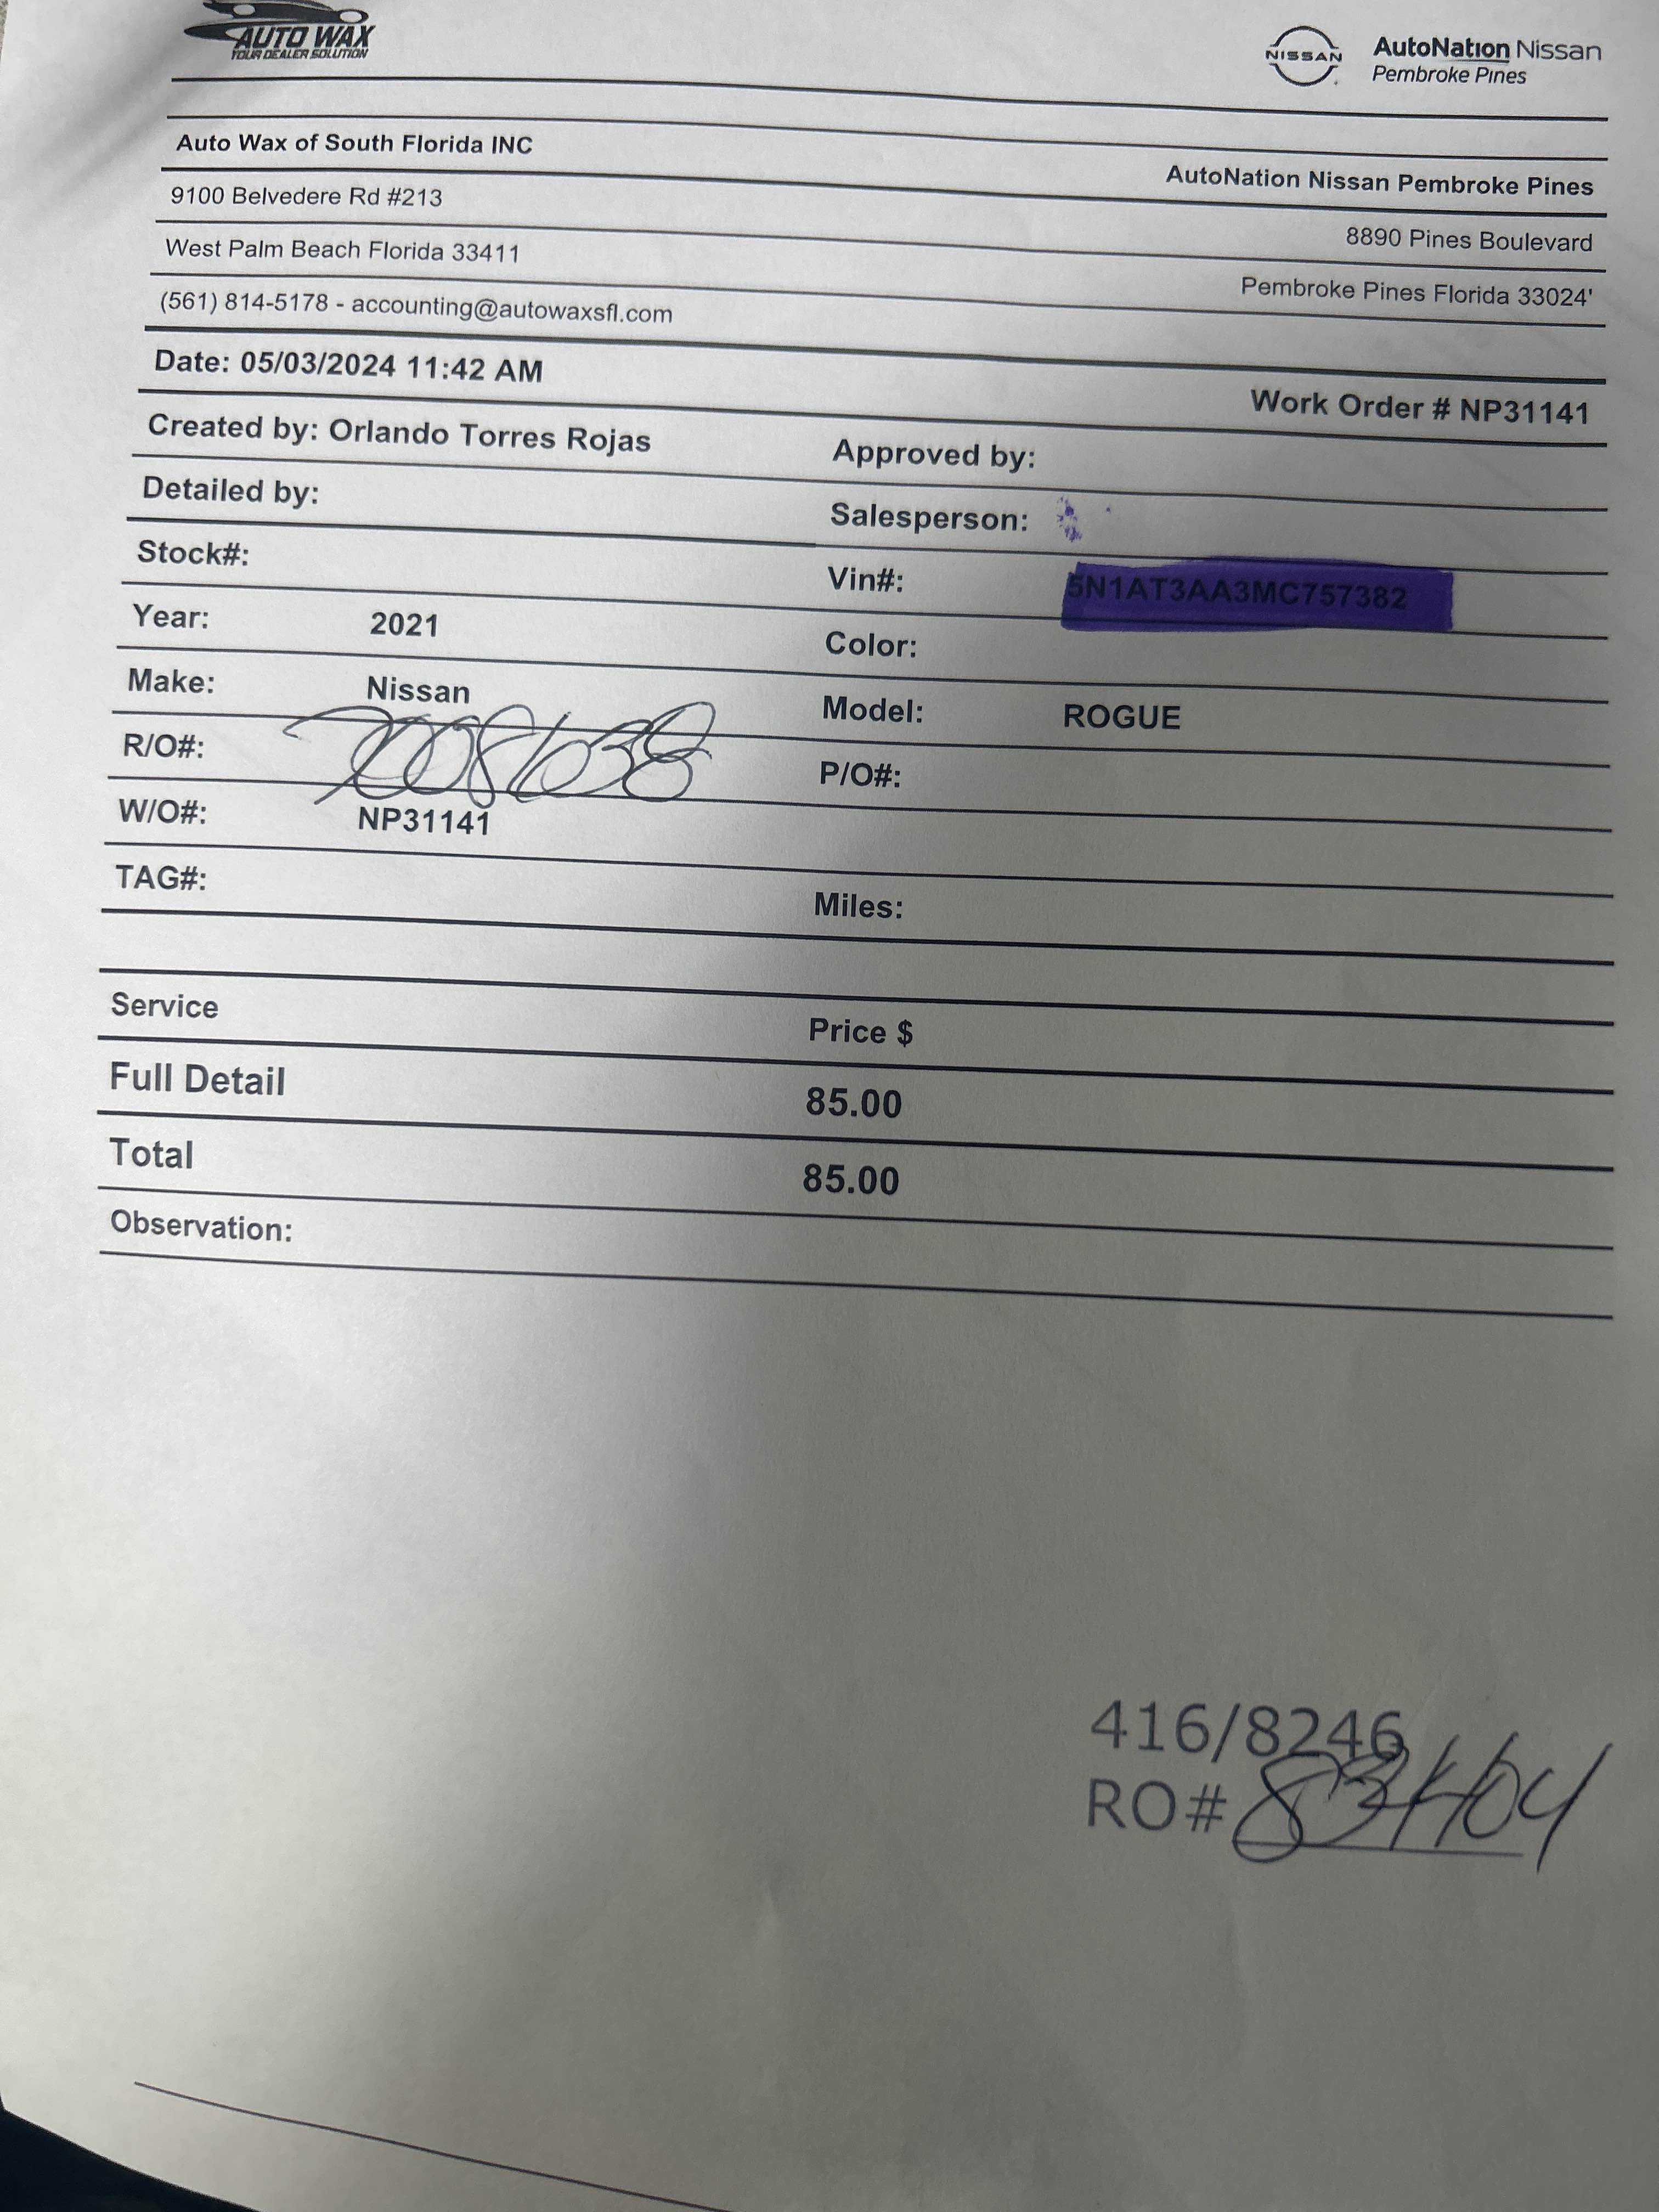 AUTO WAX
YOUR DEALER SOLUTION
NISSAN
AutoNation Nissan
Pembroke Pines
Auto Wax of South Florida INC
AutoNation Nissan Pembroke Pines
9100 Belvedere Rd #213
8890 Pines Boulevard
West Palm Beach Florida 33411
Pembroke Pines Florida 33024'
(561) 814-5178 - accounting@autowaxsfl.com
Date: 05/03/2024 11:42 AM
Work Order # NP31141
Created by: Orlando Torres Rojas
Approved by:
Detailed by:
Salesperson:
Stock#:
Vin#: 5N1AT3AA3MC757382
Year: 2021
Color:
Make: Nissan
Model: ROGUE
R/O#:
P/O#:
W/O#: NP31141
TAG#:
Miles:
Service Price $
Full Detail 85.00
Total 85.00
Observation:
416/8246
RO#